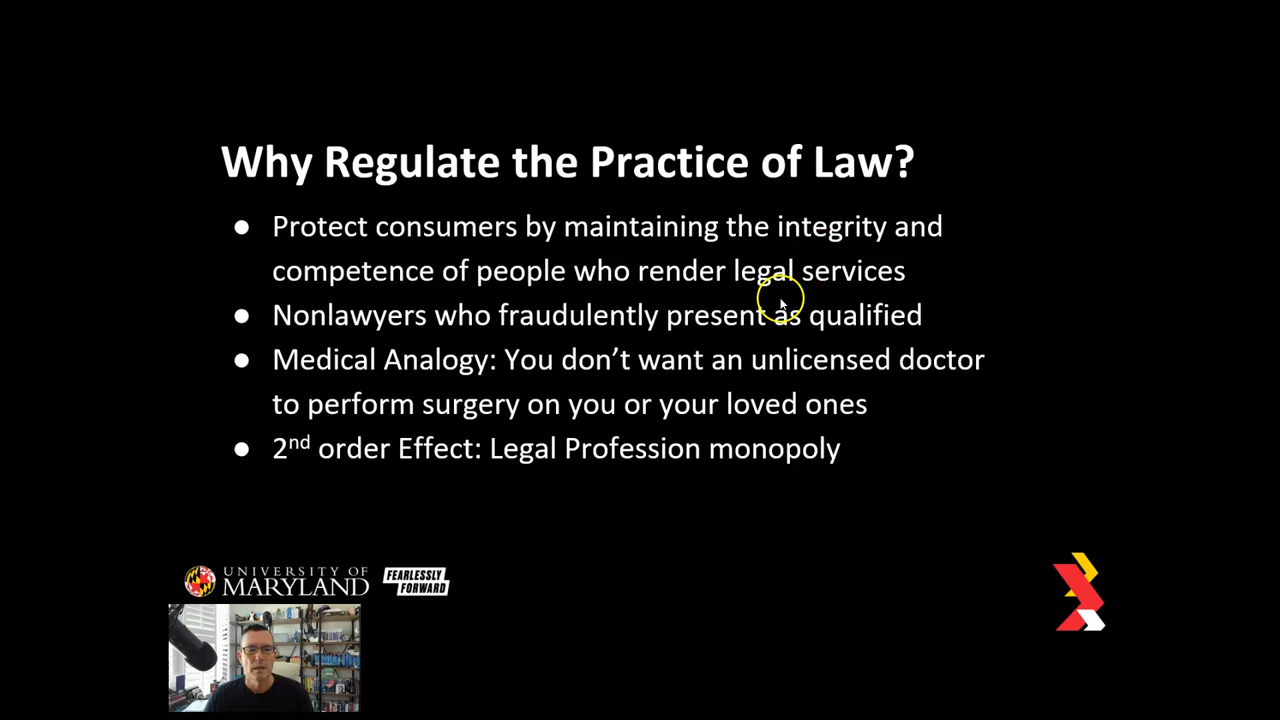 Why Regulate the Practice of Law?
● Protect consumers by maintaining the integrity and
competence of people who render legal services
● Nonlawyers who fraudulently present as qualified
● Medical Analogy: You don’t want an unlicensed doctor
to perform surgery on you or your loved ones
● 2nd order Effect: Legal Profession monopoly
UNIVERSITY OF
MARYLAND
FEARLESSLY
FORWARD